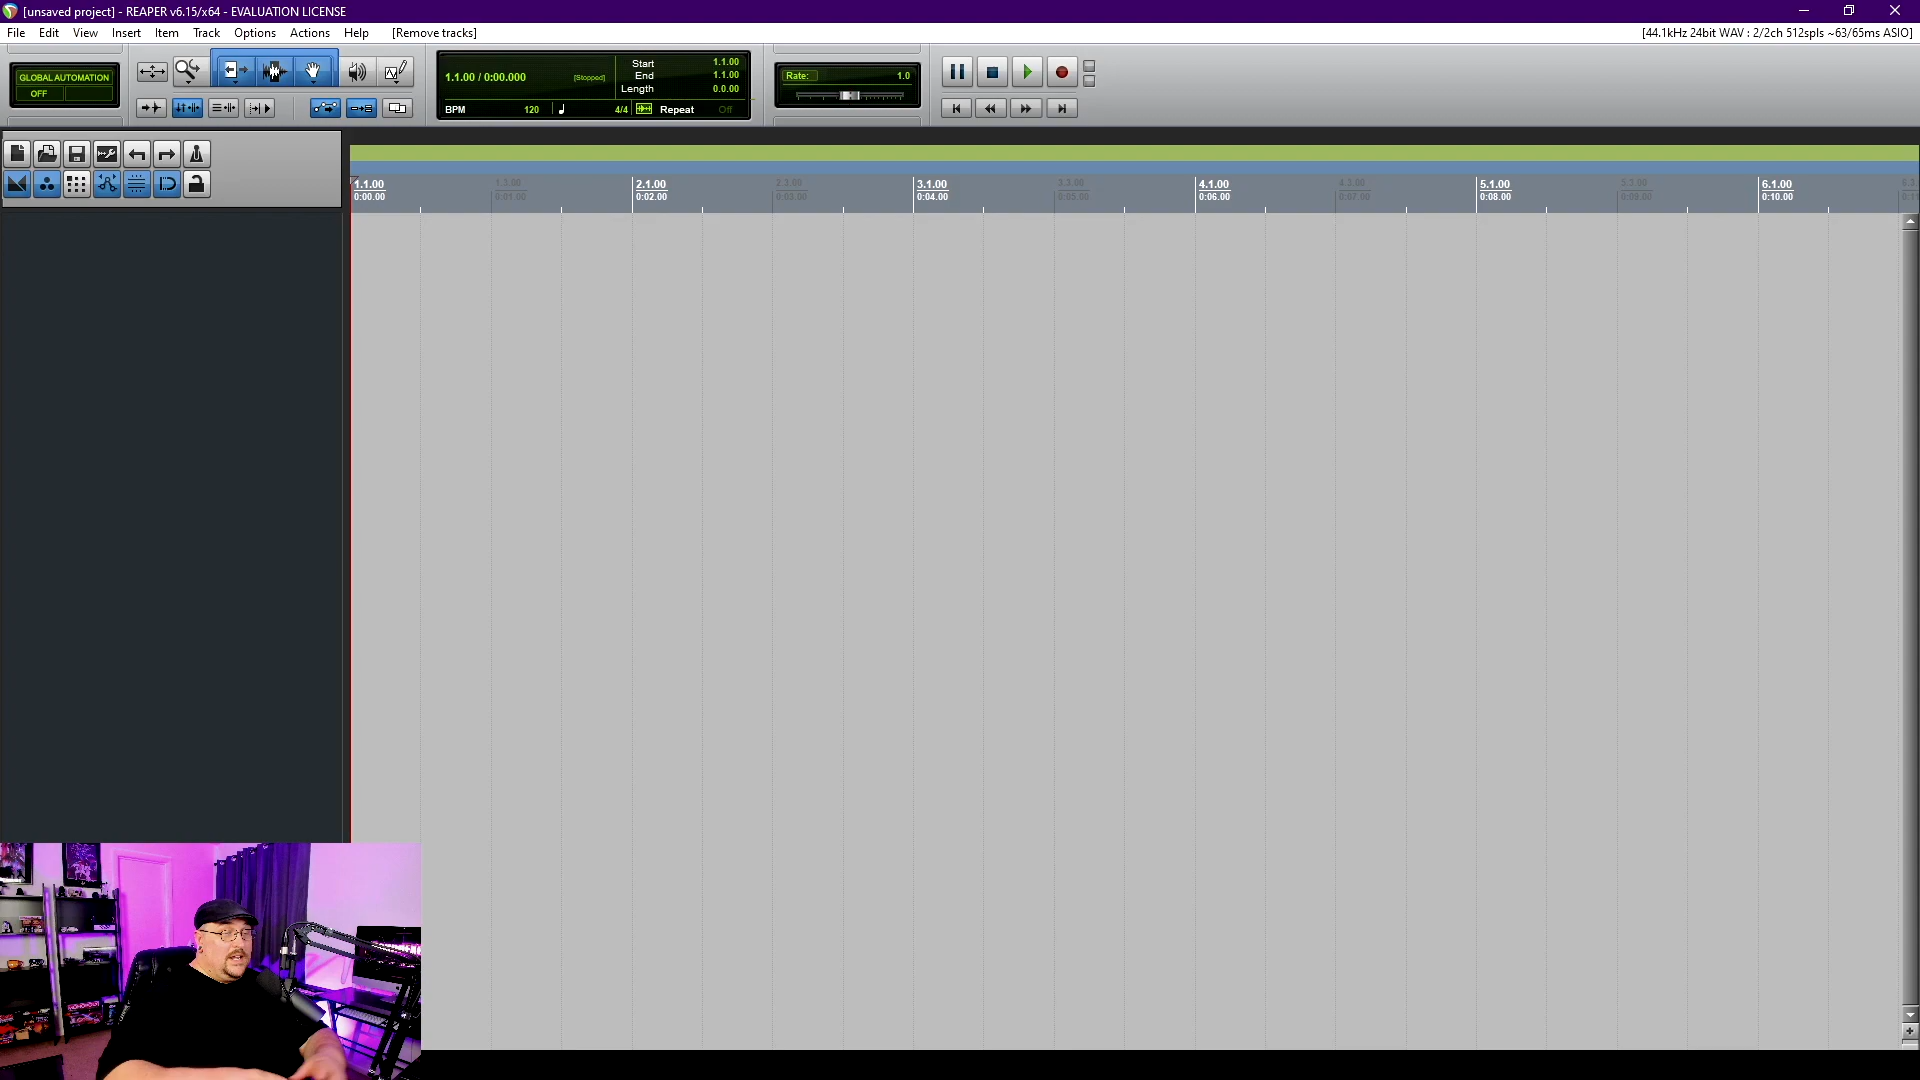 [unsaved project] - REAPER v6.15/x64 - EVALUATION LICENSE
File Edit View Insert Item Track Options Actions Help [Remove tracks]
[44.1kHz 24bit WAV : 2/2ch 512spls ~63/65ms ASIO]
GLOBAL AUTOMATION
OFF
1.1.00 / 0:00.000 [Stopped]
Start 1.1.00
End 1.1.00
Length 0.0.00
BPM 120 4/4 Repeat Off
Rate: 1.0
1.1.00 1.3.00 2.1.00 2.3.00 3.1.00 3.3.00 4.1.00 4.3.00 5.1.00 5.3.00 6.1.00
0:00.00 0:01.00 0:02.00 0:03.00 0:04.00 0:05.00 0:06.00 0:07.00 0:08.00 0:09.00 0:10.00